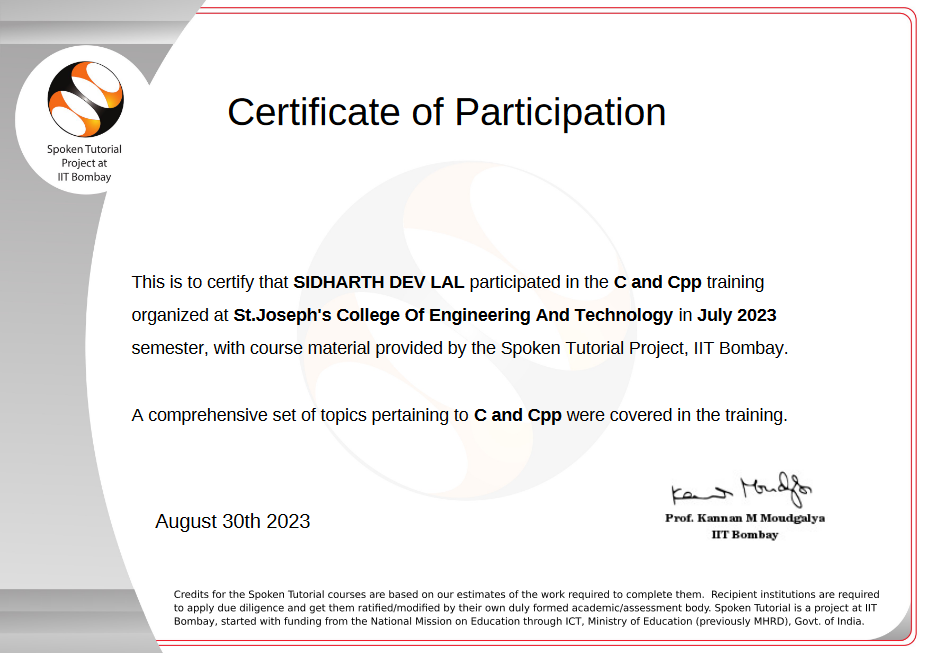 Spoken Tutorial
Project at
IIT Bombay
Certificate of Participation
This is to certify that SIDHARTH DEV LAL participated in the C and Cpp training
organized at St.Joseph's College Of Engineering And Technology in July 2023
semester, with course material provided by the Spoken Tutorial Project, IIT Bombay.
A comprehensive set of topics pertaining to C and Cpp were covered in the training.
August 30th 2023
Prof. Kannan M Moudgalya
IIT Bombay
Credits for the Spoken Tutorial courses are based on our estimates of the work required to complete them.  Recipient institutions are required
to apply due diligence and get them ratified/modified by their own duly formed academic/assessment body. Spoken Tutorial is a project at IIT
Bombay, started with funding from the National Mission on Education through ICT, Ministry of Education (previously MHRD), Govt. of India.